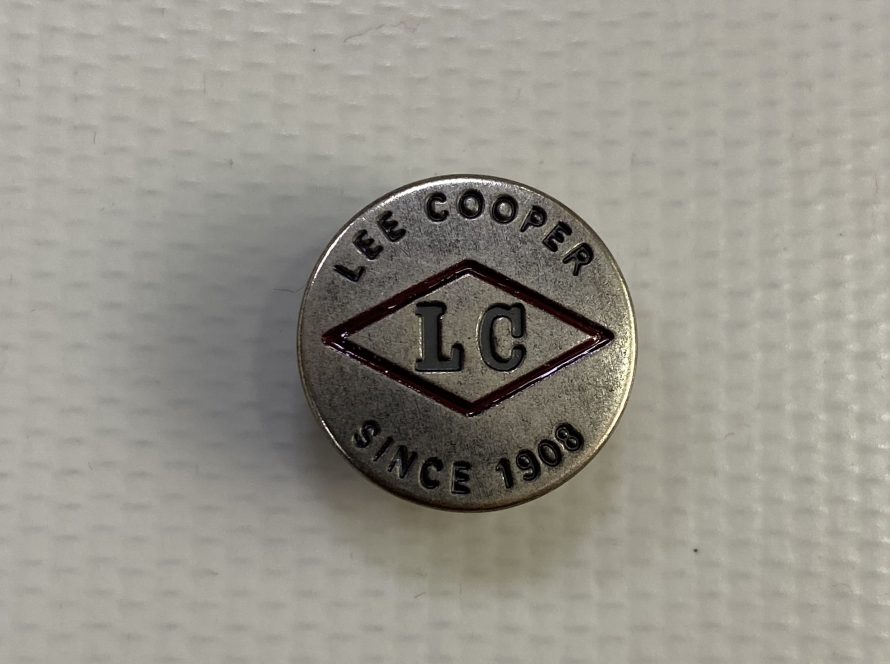 LEE COOPER
LC
SINCE 1908